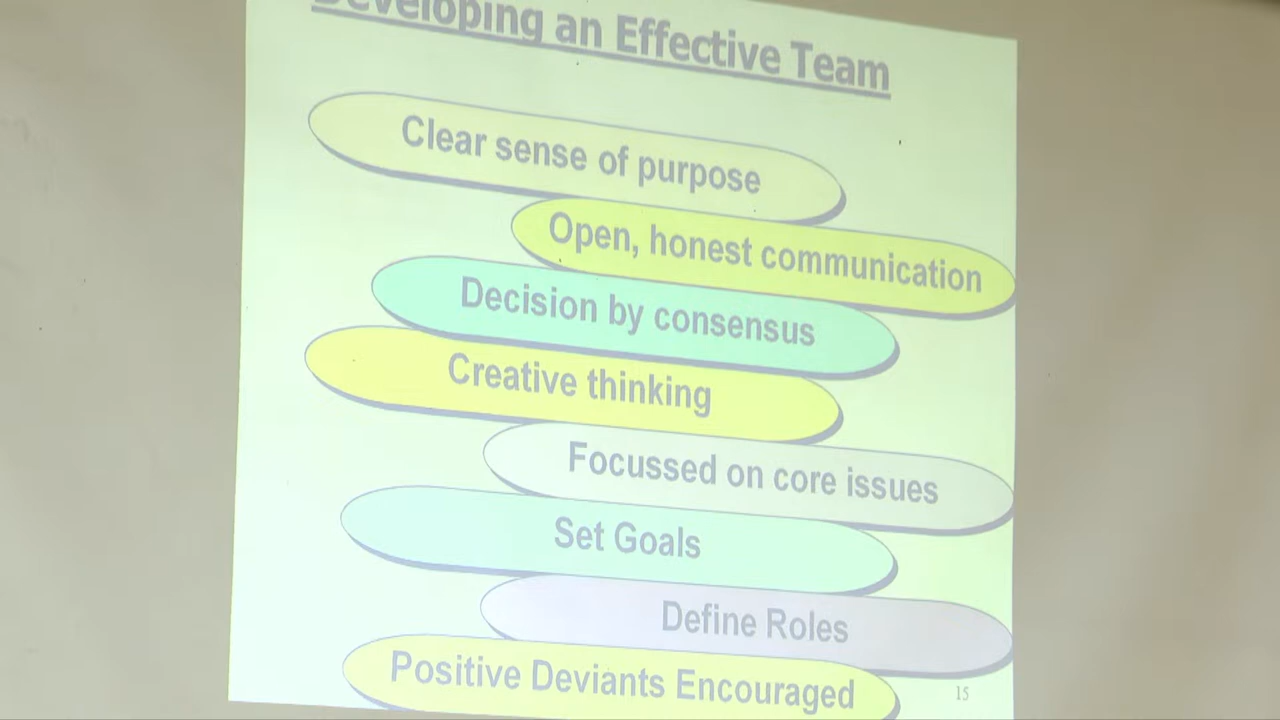 Developing an Effective Team
Clear sense of purpose
Open, honest communication
Decision by consensus
Creative thinking
Focussed on core issues
Set Goals
Define Roles
Positive Deviants Encouraged
15